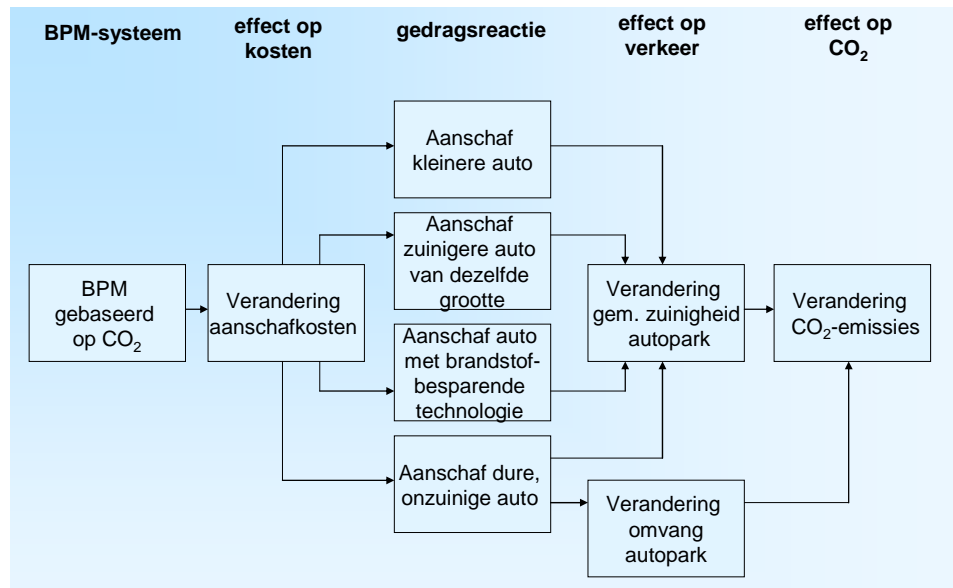 BPM-systeem
effect op
kosten
gedragsreactie
effect op
verkeer
effect op
CO₂
BPM
gebaseerd
op CO₂
Verandering
aanschafkosten
Aanschaf
kleinere auto
Aanschaf
zuinigere auto
van dezelfde
grootte
Aanschaf auto
met brandstof-
besparende
technologie
Aanschaf dure,
onzuinige auto
Verandering
gem. zuinigheid
autopark
Verandering
omvang
autopark
Verandering
CO₂-emissies